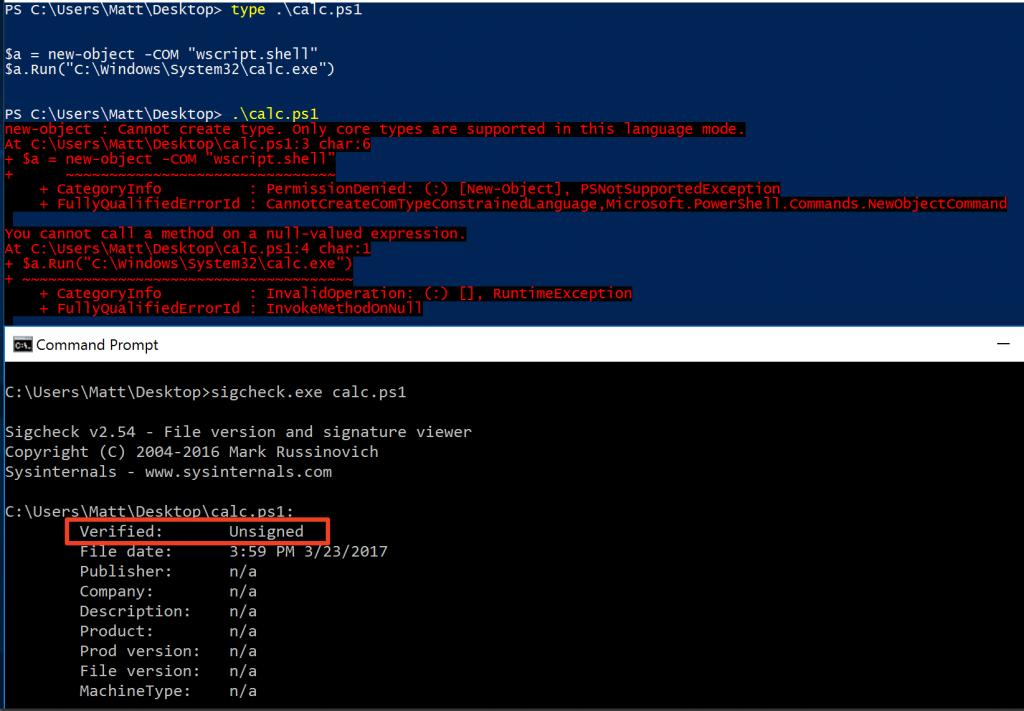 PS C:\Users\Matt\Desktop> type .\calc.ps1
$a = new-object -COM "wscript.shell"
$a.Run("C:\Windows\System32\calc.exe")
PS C:\Users\Matt\Desktop> .\calc.ps1
new-object : Cannot create type. Only core types are supported in this language mode.
At C:\Users\Matt\Desktop\calc.ps1:3 char:6
+ $a = new-object -COM "wscript.shell"
+      ~~~~~~~~~~~~~~~~~~~~~~~~~~~~~~~
    + CategoryInfo          : PermissionDenied: (:) [New-Object], PSNotSupportedException
    + FullyQualifiedErrorId : CannotCreateComTypeConstrainedLanguage,Microsoft.PowerShell.Commands.NewObjectCommand
You cannot call a method on a null-valued expression.
At C:\Users\Matt\Desktop\calc.ps1:4 char:1
+ $a.Run("C:\Windows\System32\calc.exe")
+ ~~~~~~~~~~~~~~~~~~~~~~~~~~~~~~~~~~~~~~
    + CategoryInfo          : InvalidOperation: (:) [], RuntimeException
    + FullyQualifiedErrorId : InvokeMethodOnNull
C:\. Command Prompt
C:\Users\Matt\Desktop>sigcheck.exe calc.ps1
Sigcheck v2.54 - File version and signature viewer
Copyright (C) 2004-2016 Mark Russinovich
Sysinternals - www.sysinternals.com
C:\Users\Matt\Desktop\calc.ps1:
Verified:       Unsigned
File date:      3:59 PM 3/23/2017
Publisher:      n/a
Company:        n/a
Description:    n/a
Product:        n/a
Prod version:   n/a
File version:   n/a
MachineType:    n/a